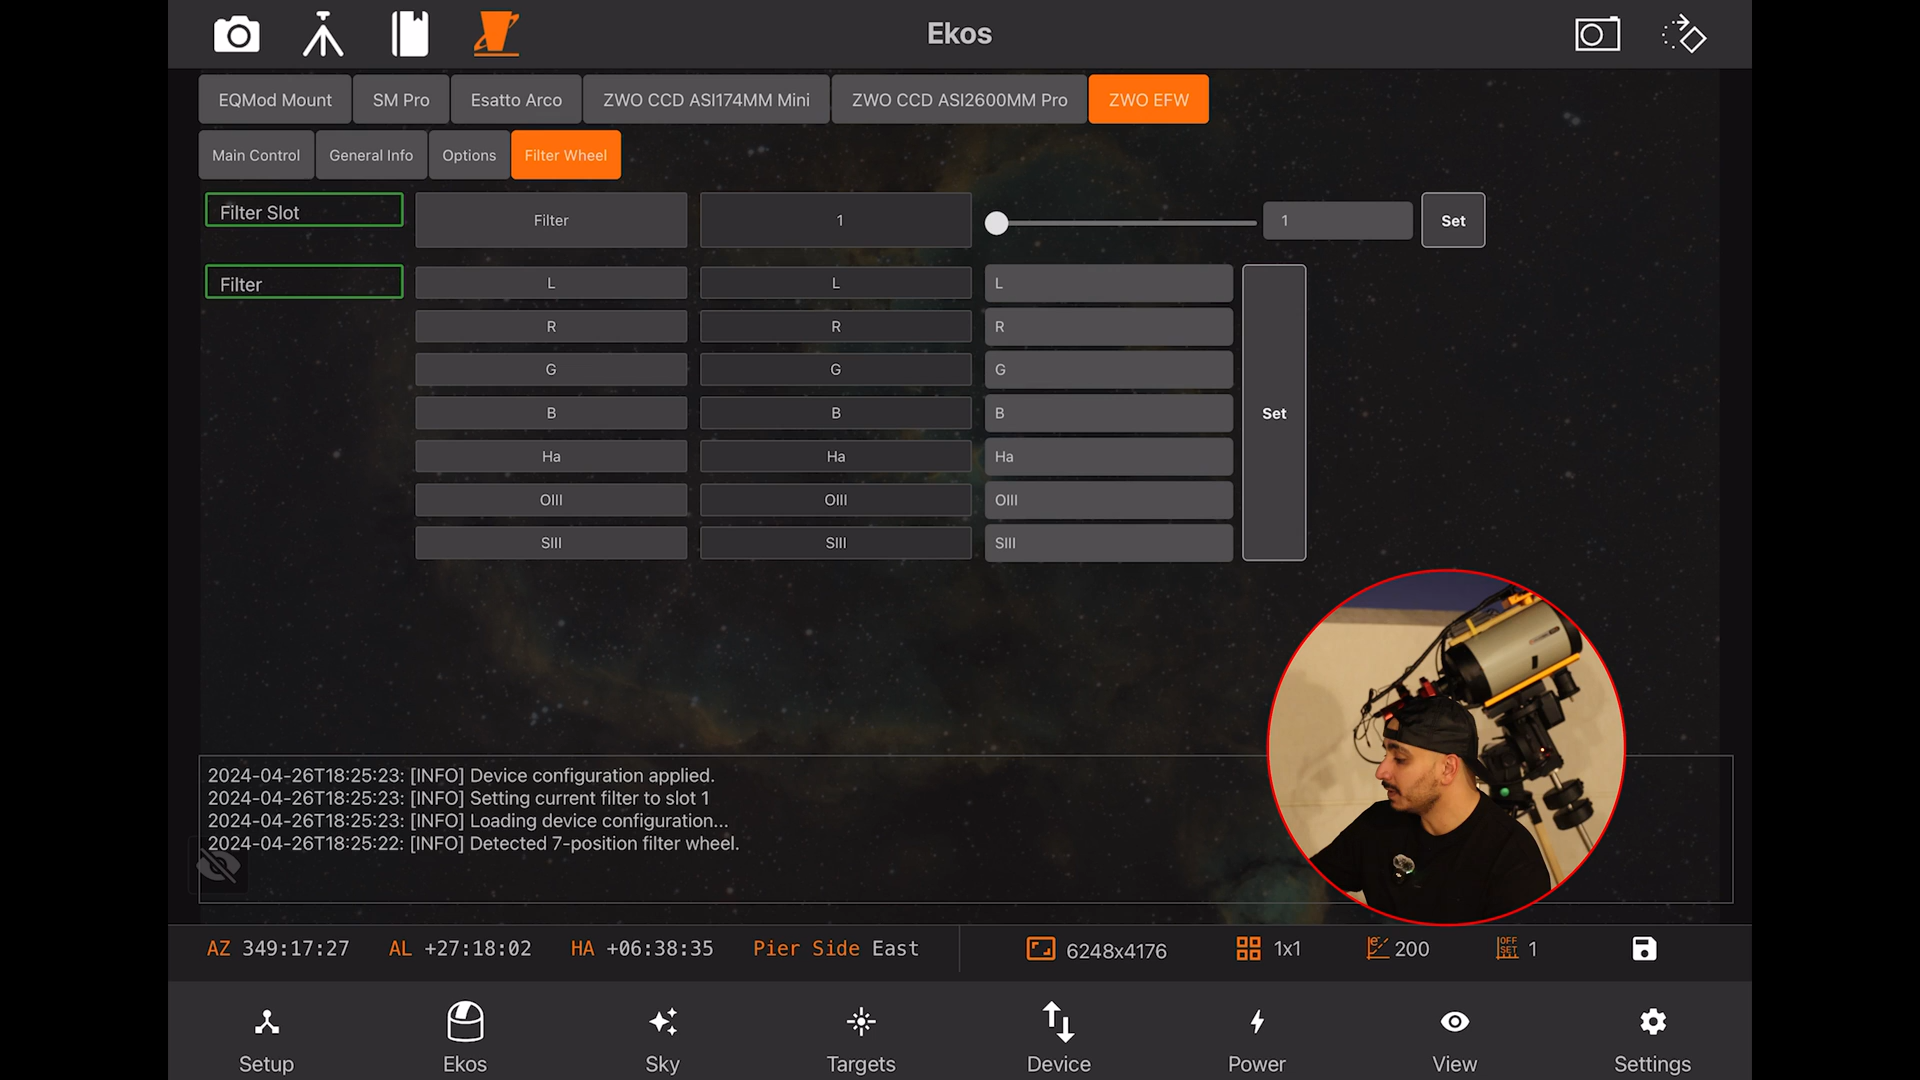 Ekos
EQMod Mount SM Pro Esatto Arco ZWO CCD ASI174MM Mini ZWO CCD ASI2600MM Pro ZWO EFW
Main Control General Info Options Filter Wheel
Filter Slot Filter 1 1 Set
Filter L L L
R R R
G G G
B B B Set
Ha Ha Ha
OIII OIII OIII
SIII SIII SIII
2024-04-26T18:25:23: [INFO] Device configuration applied.
2024-04-26T18:25:23: [INFO] Setting current filter to slot 1
2024-04-26T18:25:23: [INFO] Loading device configuration...
2024-04-26T18:25:22: [INFO] Detected 7-position filter wheel.
AZ 349:17:27 AL +27:18:02 HA +06:38:35 Pier Side East 6248x4176 1x1 e 200 OFF SET 1
Setup Ekos Sky Targets Device Power View Settings